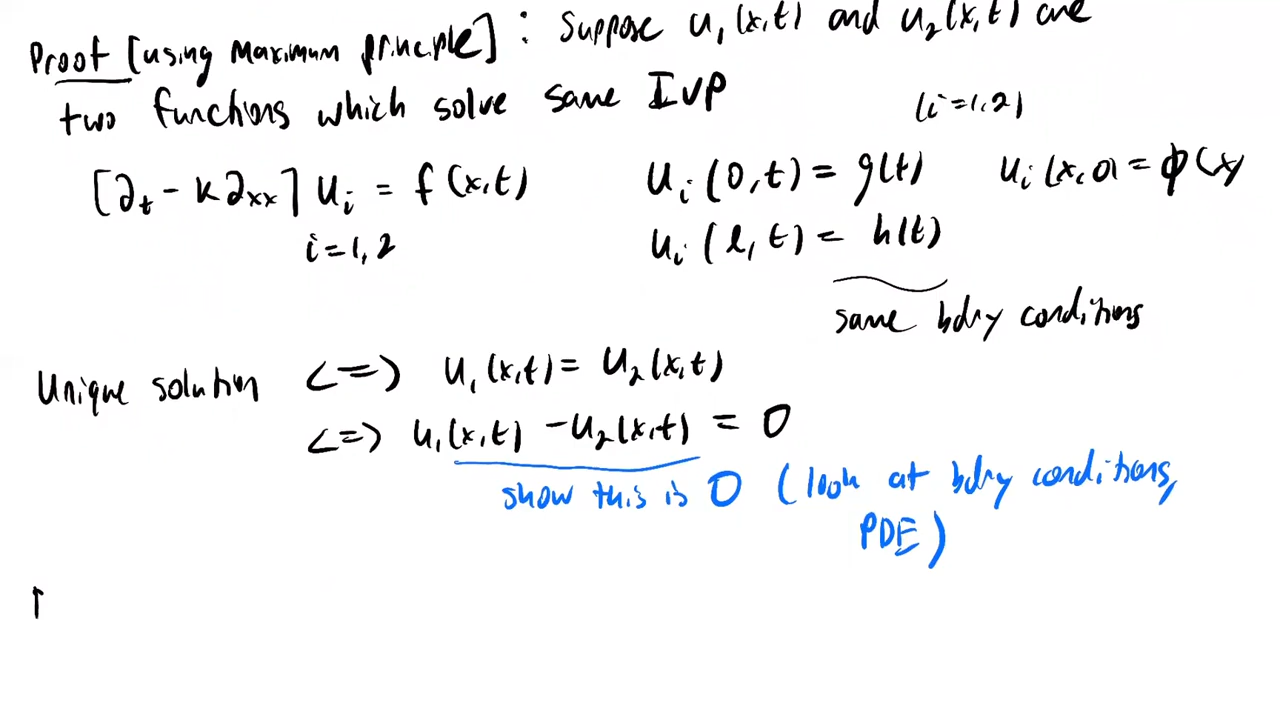 Proof [using Maximum principle] : Suppose u₁(x,t) and u₂(x,t) are
two functions which solve same IVP
(i=1,2)
[∂ₜ - k∂ₓₓ] uᵢ = f(x,t) uᵢ(0,t) = g(t) uᵢ(x,0) = ϕ(x)
i=1,2 uᵢ(l,t) = h(t)
same bdry conditions
Unique solution <=> u₁(x,t) = u₂(x,t)
<=> u₁(x,t) - u₂(x,t) = 0
show this is 0 (look at bdry conditions,
PDE)